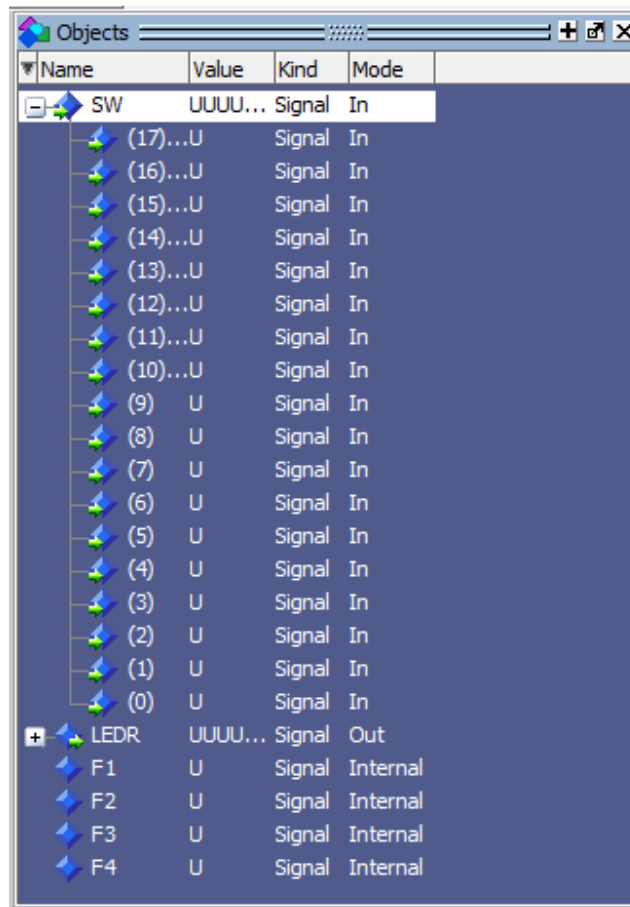 Objects
Name Value Kind Mode
SW UUUU... Signal In
(17)...U Signal In
(16)...U Signal In
(15)...U Signal In
(14)...U Signal In
(13)...U Signal In
(12)...U Signal In
(11)...U Signal In
(10)...U Signal In
(9) U Signal In
(8) U Signal In
(7) U Signal In
(6) U Signal In
(5) U Signal In
(4) U Signal In
(3) U Signal In
(2) U Signal In
(1) U Signal In
(0) U Signal In
LEDR UUUU... Signal Out
F1 U Signal Internal
F2 U Signal Internal
F3 U Signal Internal
F4 U Signal Internal